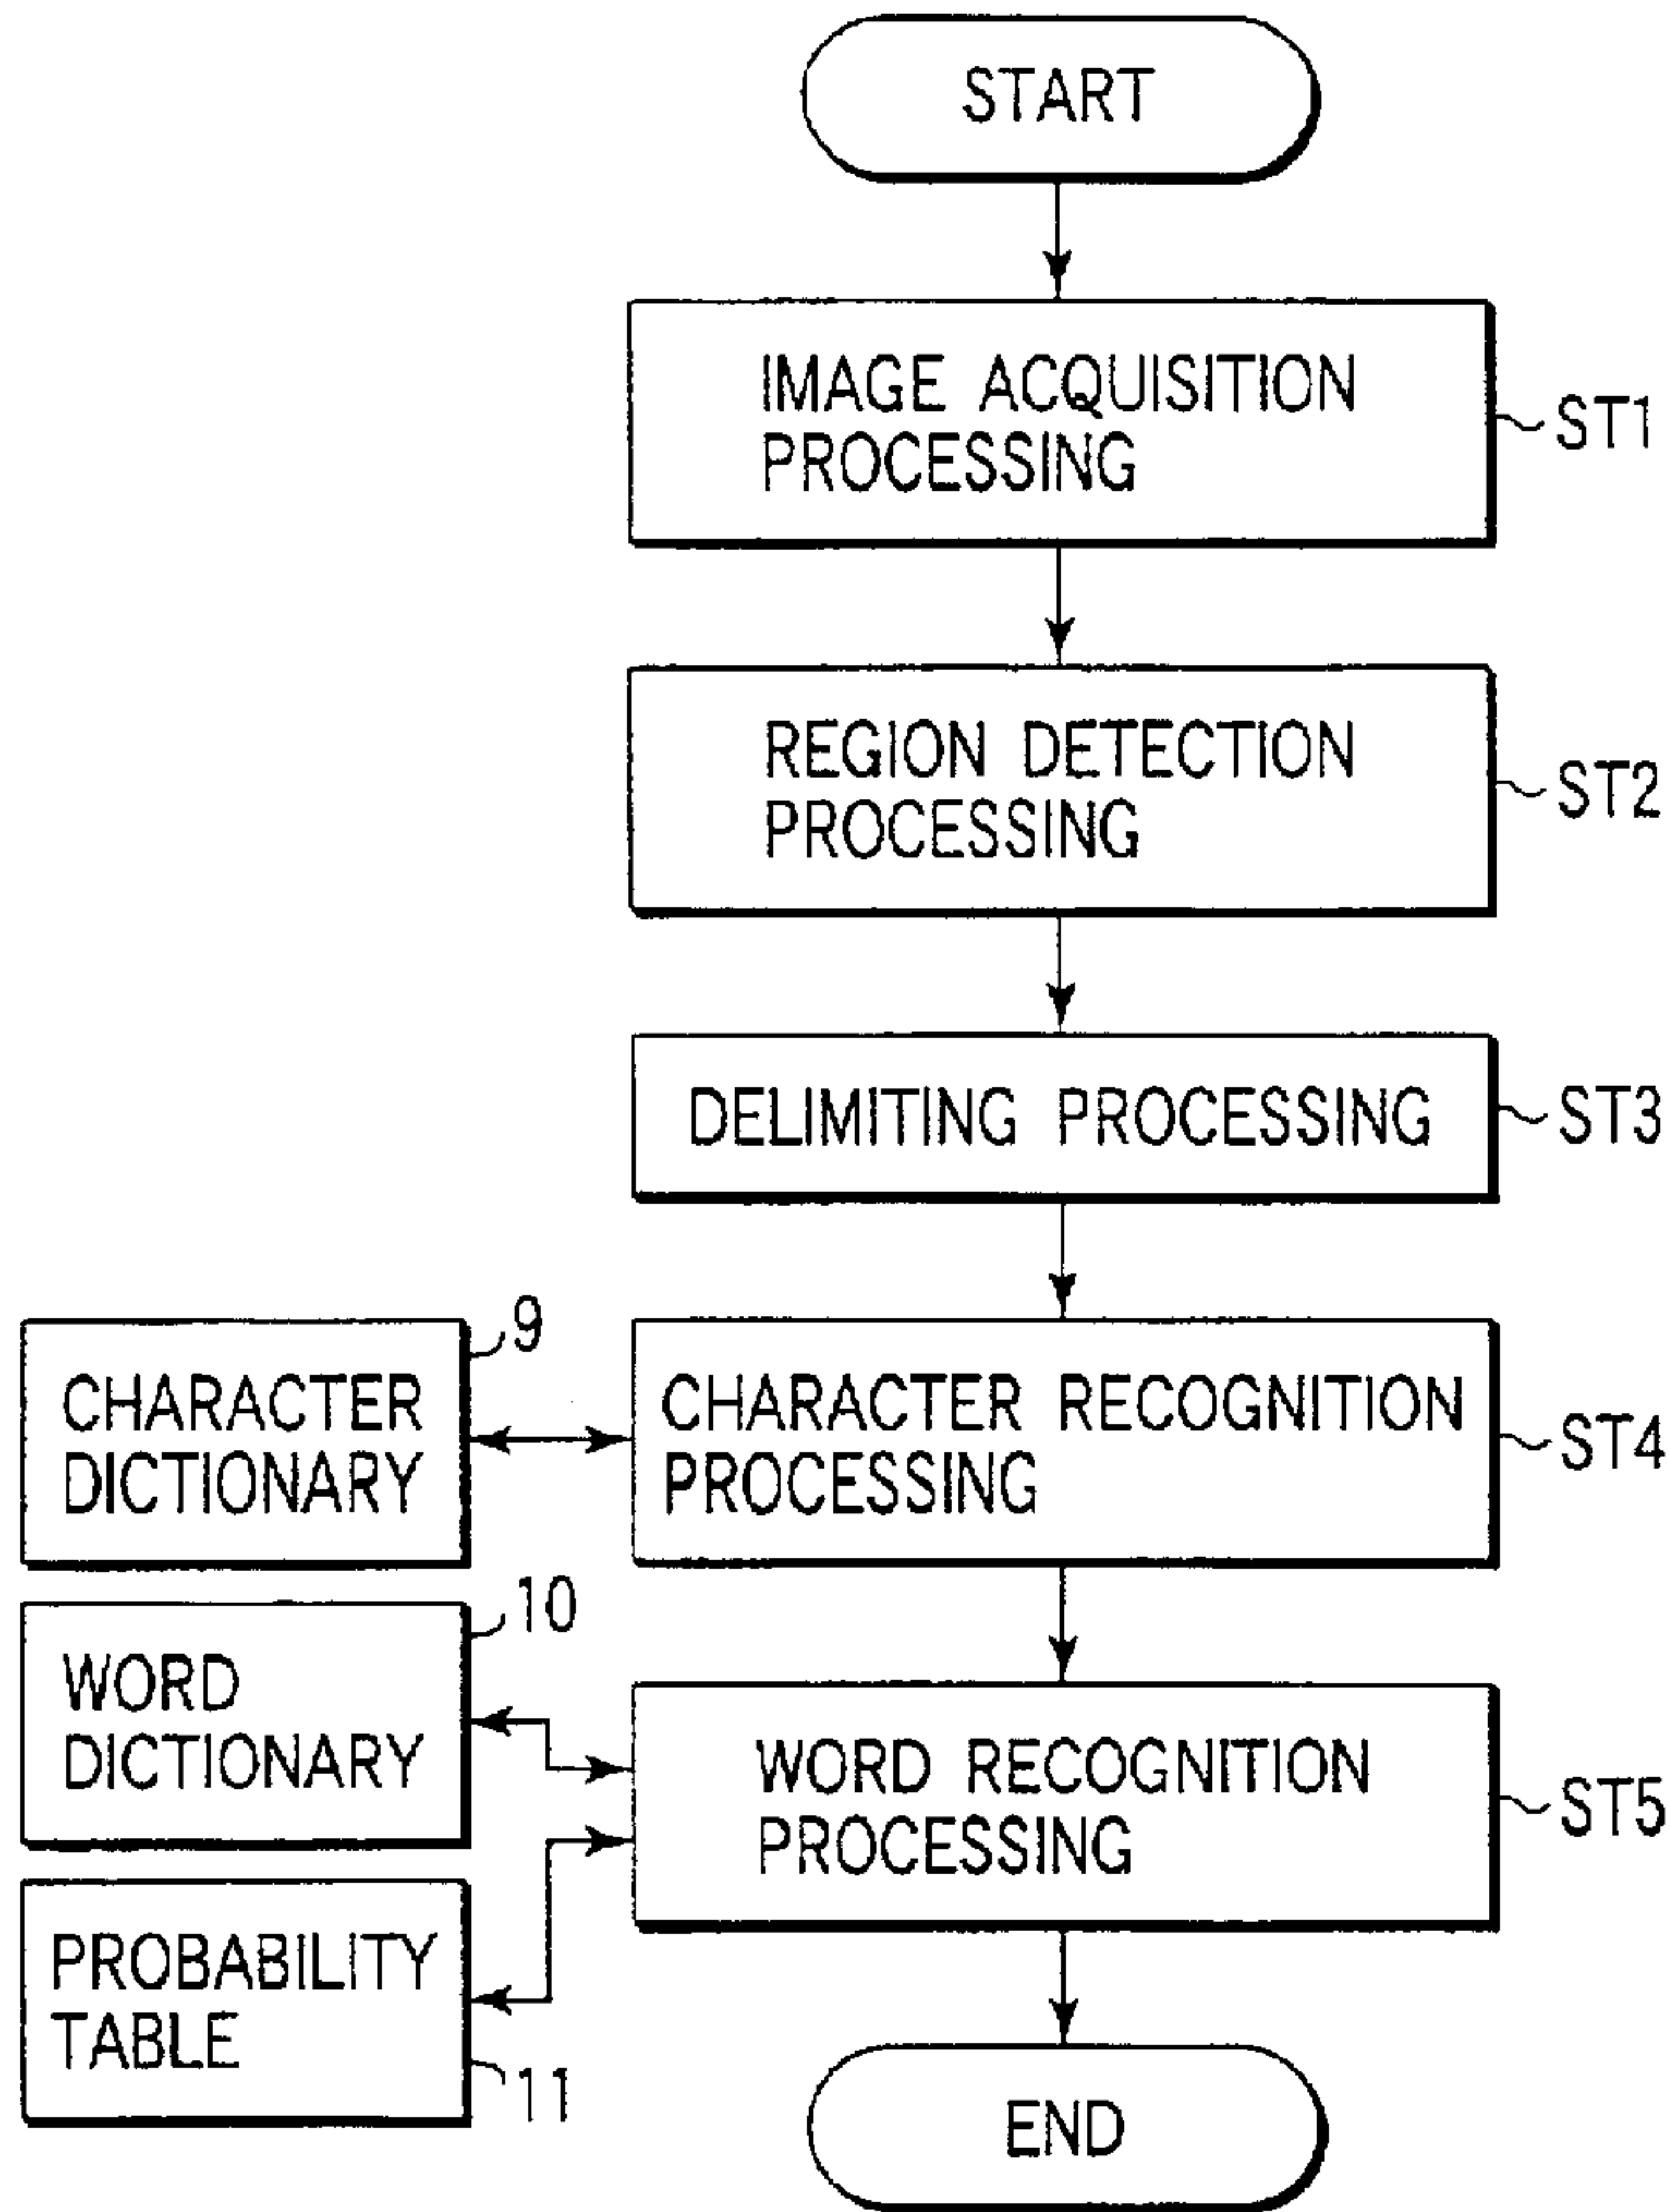 START
IMAGE ACQUISITION
PROCESSING
ST1
REGION DETECTION
PROCESSING
ST2
DELIMITING PROCESSING
ST3
9
CHARACTER
DICTIONARY
CHARACTER RECOGNITION
PROCESSING
ST4
10
WORD
DICTIONARY
WORD RECOGNITION
PROCESSING
ST5
PROBABILITY
TABLE
11
END